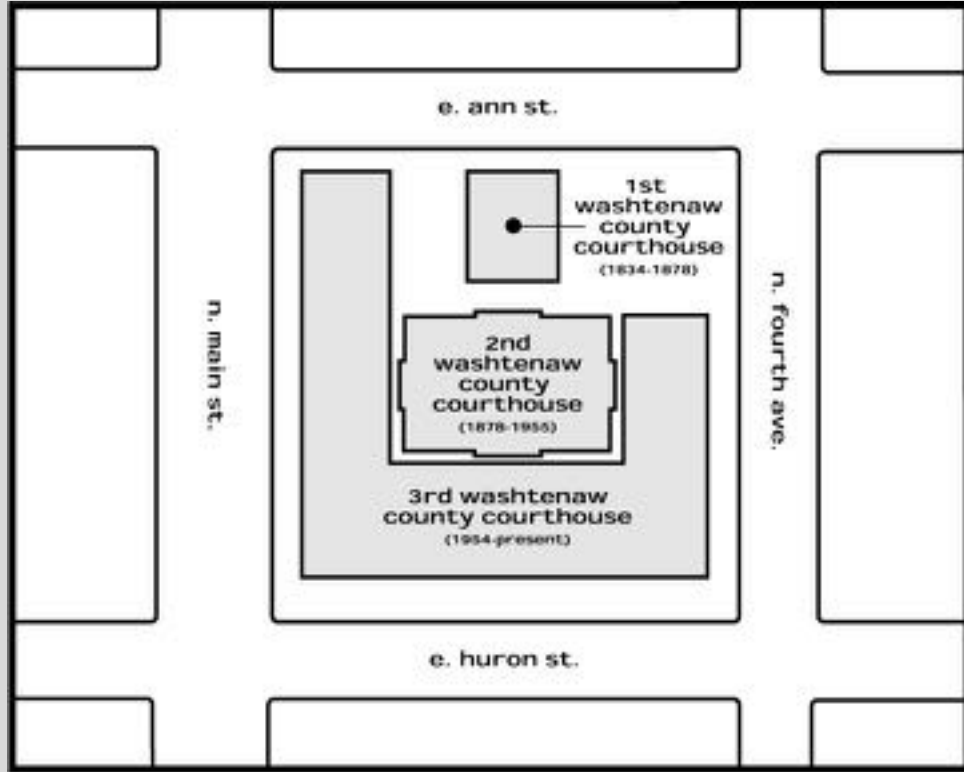 e. ann st.
1st
washtenaw
county
courthouse
(1834-1878)
n. main st.
n. fourth ave.
2nd
washtenaw
county
courthouse
(1878-1955)
3rd washtenaw
county courthouse
(1954-present)
e. huron st.